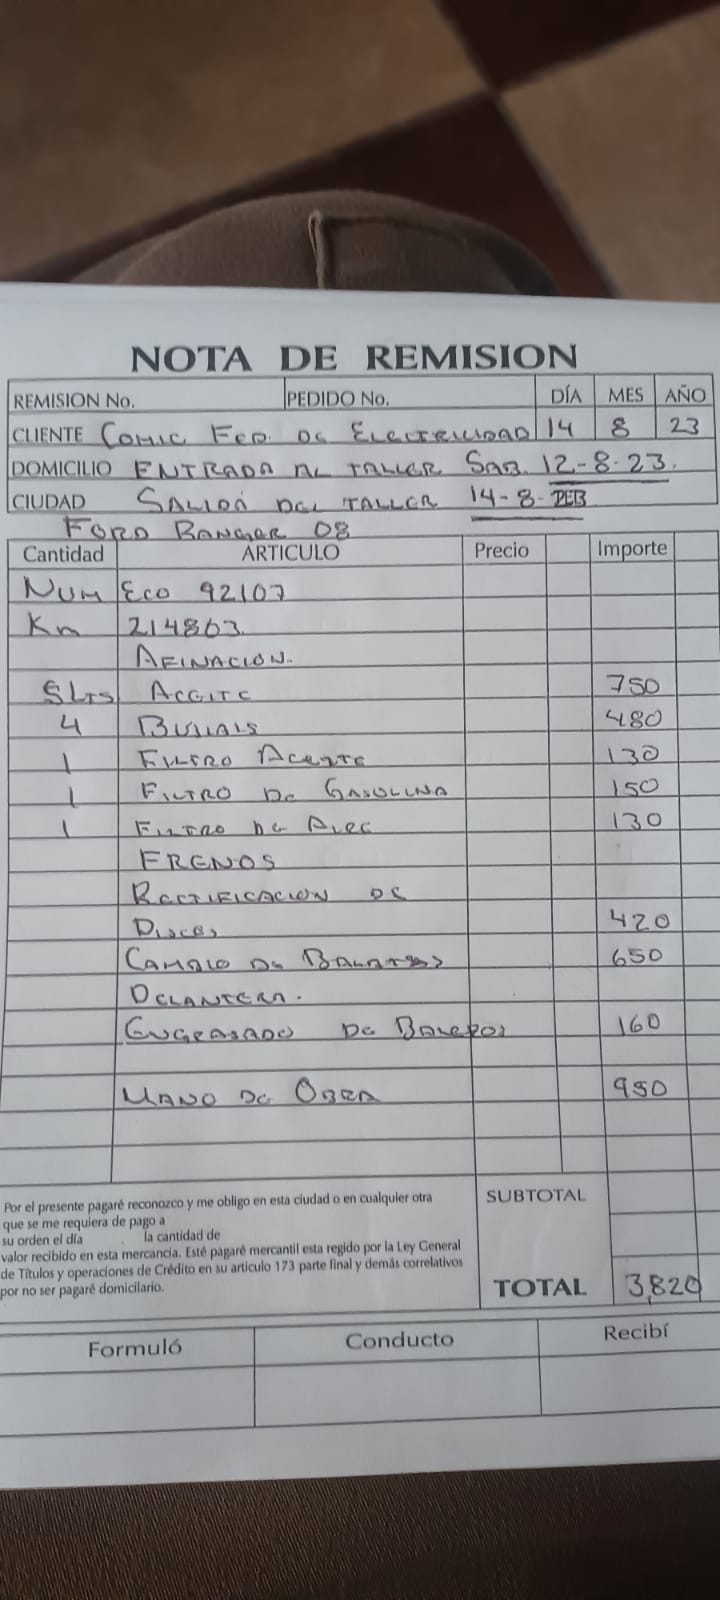 NOTA DE REMISION
REMISION No. PEDIDO No. DÍA MES AÑO
CLIENTE COMIC FED. DE ELECTRICIDAD 14 8 23
DOMICILIO ENTRADA AL TALLER SAB. 12-8-23.
CIUDAD SALIDA DEL TALLER 14-8-
FORD RANGER 08
Cantidad ARTICULO Precio Importe
NUM ECO 92107
Km 214863.
AFINACION.
5 LTS ACEITE 750
4 BUJIAS 480
1 FILTRO ACEITE 130
1 FILTRO DE GASOLINA 150
1 FILTRO DE AIRE 130
FRENOS
RECTIFICACION DE
DISCOS 420
CAMBIO DE BALATAS 650
DELANTERA.
ENGRASADO DE BALEROS 160
MANO DE OBRA 950
Por el presente pagaré reconozco y me obligo en esta ciudad o en cualquier otra
que se me requiera de pago a
su orden el día la cantidad de
valor recibido en esta mercancia. Esté pagaré mercantil esta regido por la Ley General
de Títulos y operaciones de Crédito en su articulo 173 parte final y demás correlativos
por no ser pagaré domicilario.
SUBTOTAL
TOTAL 3,820
Formuló Conducto Recibí